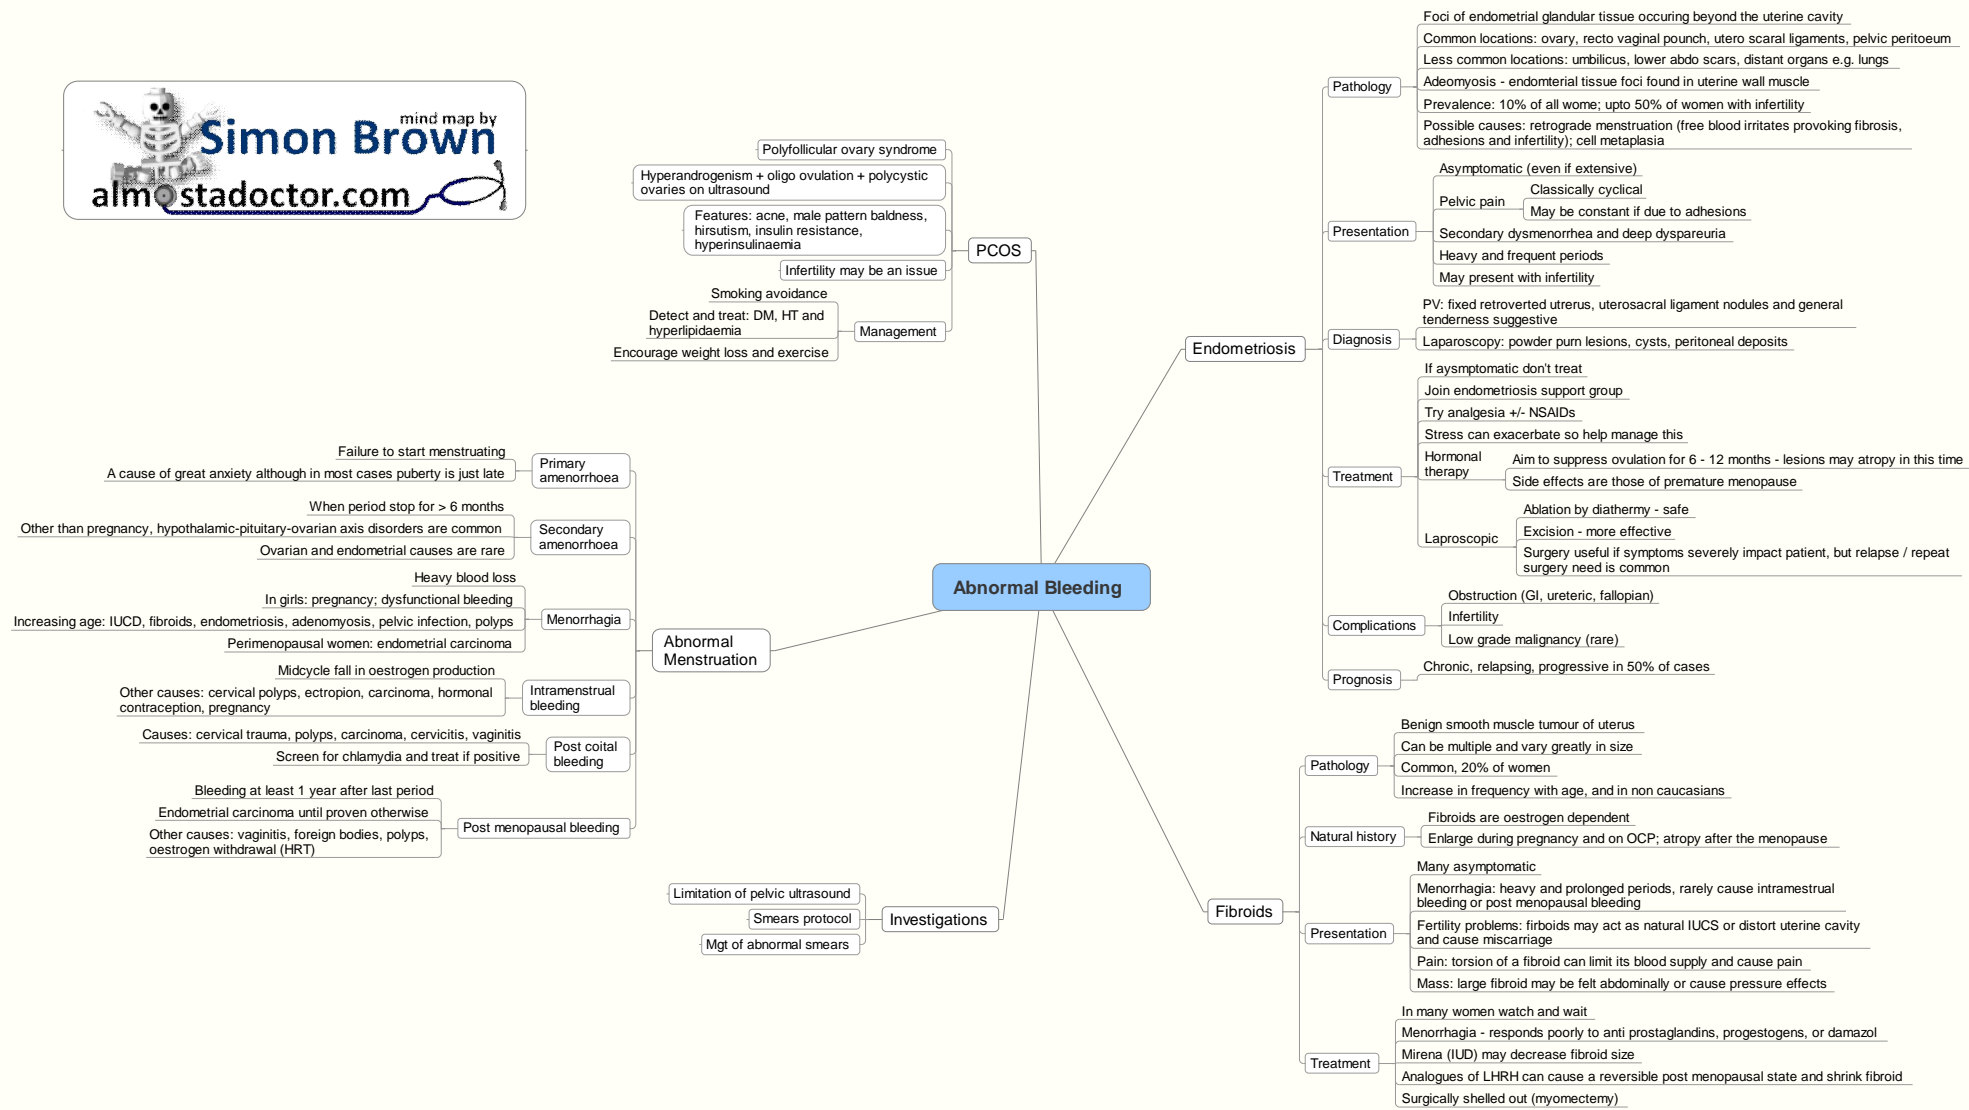 mind map by
Simon Brown
almostadoctor.com
Abnormal Bleeding
PCOS
Polyfollicular ovary syndrome
Hyperandrogenism + oligo ovulation + polycystic
ovaries on ultrasound
Features: acne, male pattern baldness,
hirsutism, insulin resistance,
hyperinsulinaemia
Infertility may be an issue
Management
Smoking avoidance
Detect and treat: DM, HT and
hyperlipidaemia
Encourage weight loss and exercise
Abnormal
Menstruation
Primary
amenorrhoea
Failure to start menstruating
A cause of great anxiety although in most cases puberty is just late
Secondary
amenorrhoea
When period stop for > 6 months
Other than pregnancy, hypothalamic-pituitary-ovarian axis disorders are common
Ovarian and endometrial causes are rare
Menorrhagia
Heavy blood loss
In girls: pregnancy; dysfunctional bleeding
Increasing age: IUCD, fibroids, endometriosis, adenomyosis, pelvic infection, polyps
Perimenopausal women: endometrial carcinoma
Intramenstrual
bleeding
Midcycle fall in oestrogen production
Other causes: cervical polyps, ectropion, carcinoma, hormonal
contraception, pregnancy
Post coital
bleeding
Causes: cervical trauma, polyps, carcinoma, cervicitis, vaginitis
Screen for chlamydia and treat if positive
Post menopausal bleeding
Bleeding at least 1 year after last period
Endometrial carcinoma until proven otherwise
Other causes: vaginitis, foreign bodies, polyps,
oestrogen withdrawal (HRT)
Investigations
Limitation of pelvic ultrasound
Smears protocol
Mgt of abnormal smears
Endometriosis
Pathology
Foci of endometrial glandular tissue occuring beyond the uterine cavity
Common locations: ovary, recto vaginal pounch, utero scaral ligaments, pelvic peritoeum
Less common locations: umbilicus, lower abdo scars, distant organs e.g. lungs
Adeomyosis - endomterial tissue foci found in uterine wall muscle
Prevalence: 10% of all wome; upto 50% of women with infertility
Possible causes: retrograde menstruation (free blood irritates provoking fibrosis,
adhesions and infertility); cell metaplasia
Presentation
Asymptomatic (even if extensive)
Pelvic pain
Classically cyclical
May be constant if due to adhesions
Secondary dysmenorrhea and deep dyspareuria
Heavy and frequent periods
May present with infertility
Diagnosis
PV: fixed retroverted utrerus, uterosacral ligament nodules and general
tenderness suggestive
Laparoscopy: powder purn lesions, cysts, peritoneal deposits
Treatment
If aysmptomatic don't treat
Join endometriosis support group
Try analgesia +/- NSAIDs
Stress can exacerbate so help manage this
Hormonal
therapy
Aim to suppress ovulation for 6 - 12 months - lesions may atropy in this time
Side effects are those of premature menopause
Laproscopic
Ablation by diathermy - safe
Excision - more effective
Surgery useful if symptoms severely impact patient, but relapse / repeat
surgery need is common
Complications
Obstruction (GI, ureteric, fallopian)
Infertility
Low grade malignancy (rare)
Prognosis
Chronic, relapsing, progressive in 50% of cases
Fibroids
Pathology
Benign smooth muscle tumour of uterus
Can be multiple and vary greatly in size
Common, 20% of women
Increase in frequency with age, and in non caucasians
Natural history
Fibroids are oestrogen dependent
Enlarge during pregnancy and on OCP; atropy after the menopause
Presentation
Many asymptomatic
Menorrhagia: heavy and prolonged periods, rarely cause intramestrual
bleeding or post menopausal bleeding
Fertility problems: firboids may act as natural IUCS or distort uterine cavity
and cause miscarriage
Pain: torsion of a fibroid can limit its blood supply and cause pain
Mass: large fibroid may be felt abdominally or cause pressure effects
Treatment
In many women watch and wait
Menorrhagia - responds poorly to anti prostaglandins, progestogens, or damazol
Mirena (IUD) may decrease fibroid size
Analogues of LHRH can cause a reversible post menopausal state and shrink fibroid
Surgically shelled out (myomectemy)